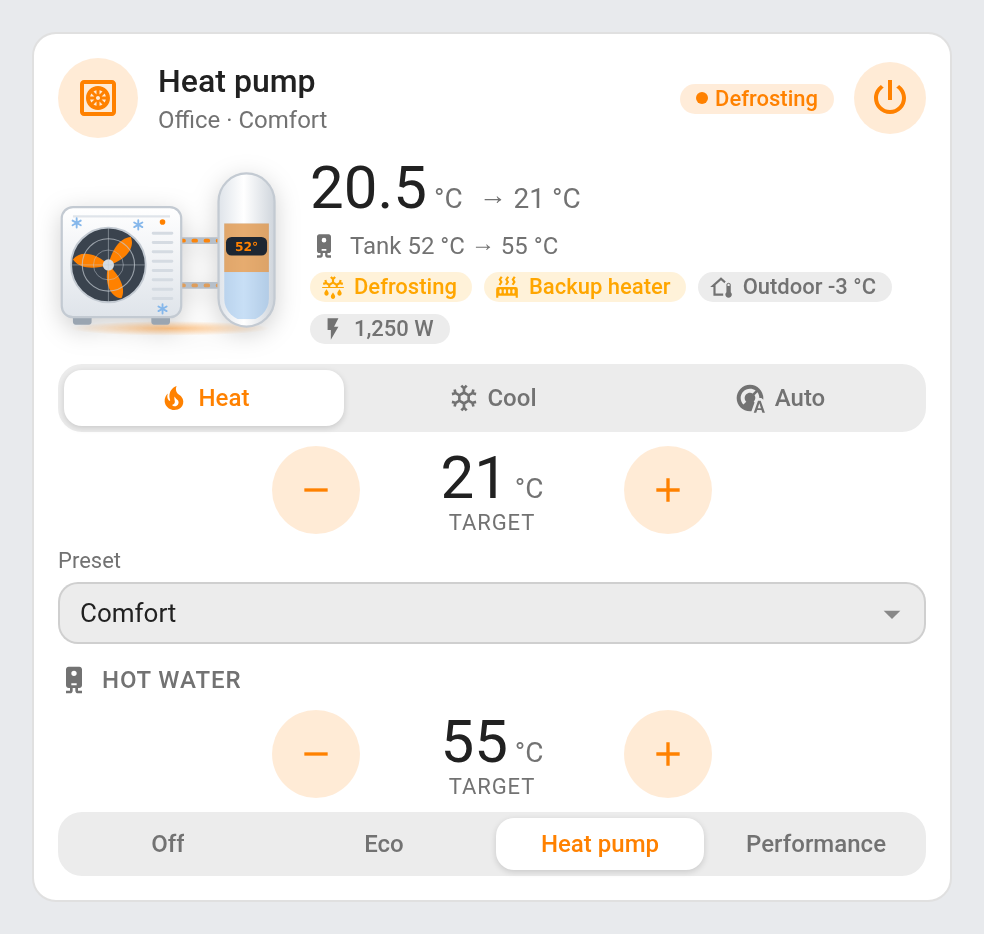 Heat pump
Office · Comfort
Defrosting
20.5 °C → 21 °C
52°
Tank 52 °C → 55 °C
Defrosting
Backup heater
Outdoor -3 °C
1,250 W
Heat
Cool
Auto
21 °C
TARGET
Preset
Comfort
HOT WATER
55 °C
TARGET
Off
Eco
Heat pump
Performance